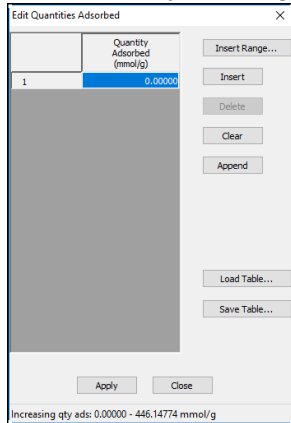 Edit Quantities Adsorbed
Quantity
Adsorbed
(mmol/g)
1 0.00000
Insert Range...
Insert
Delete
Clear
Append
Load Table...
Save Table...
Apply Close
Increasing qty ads: 0.00000 - 446.14774 mmol/g